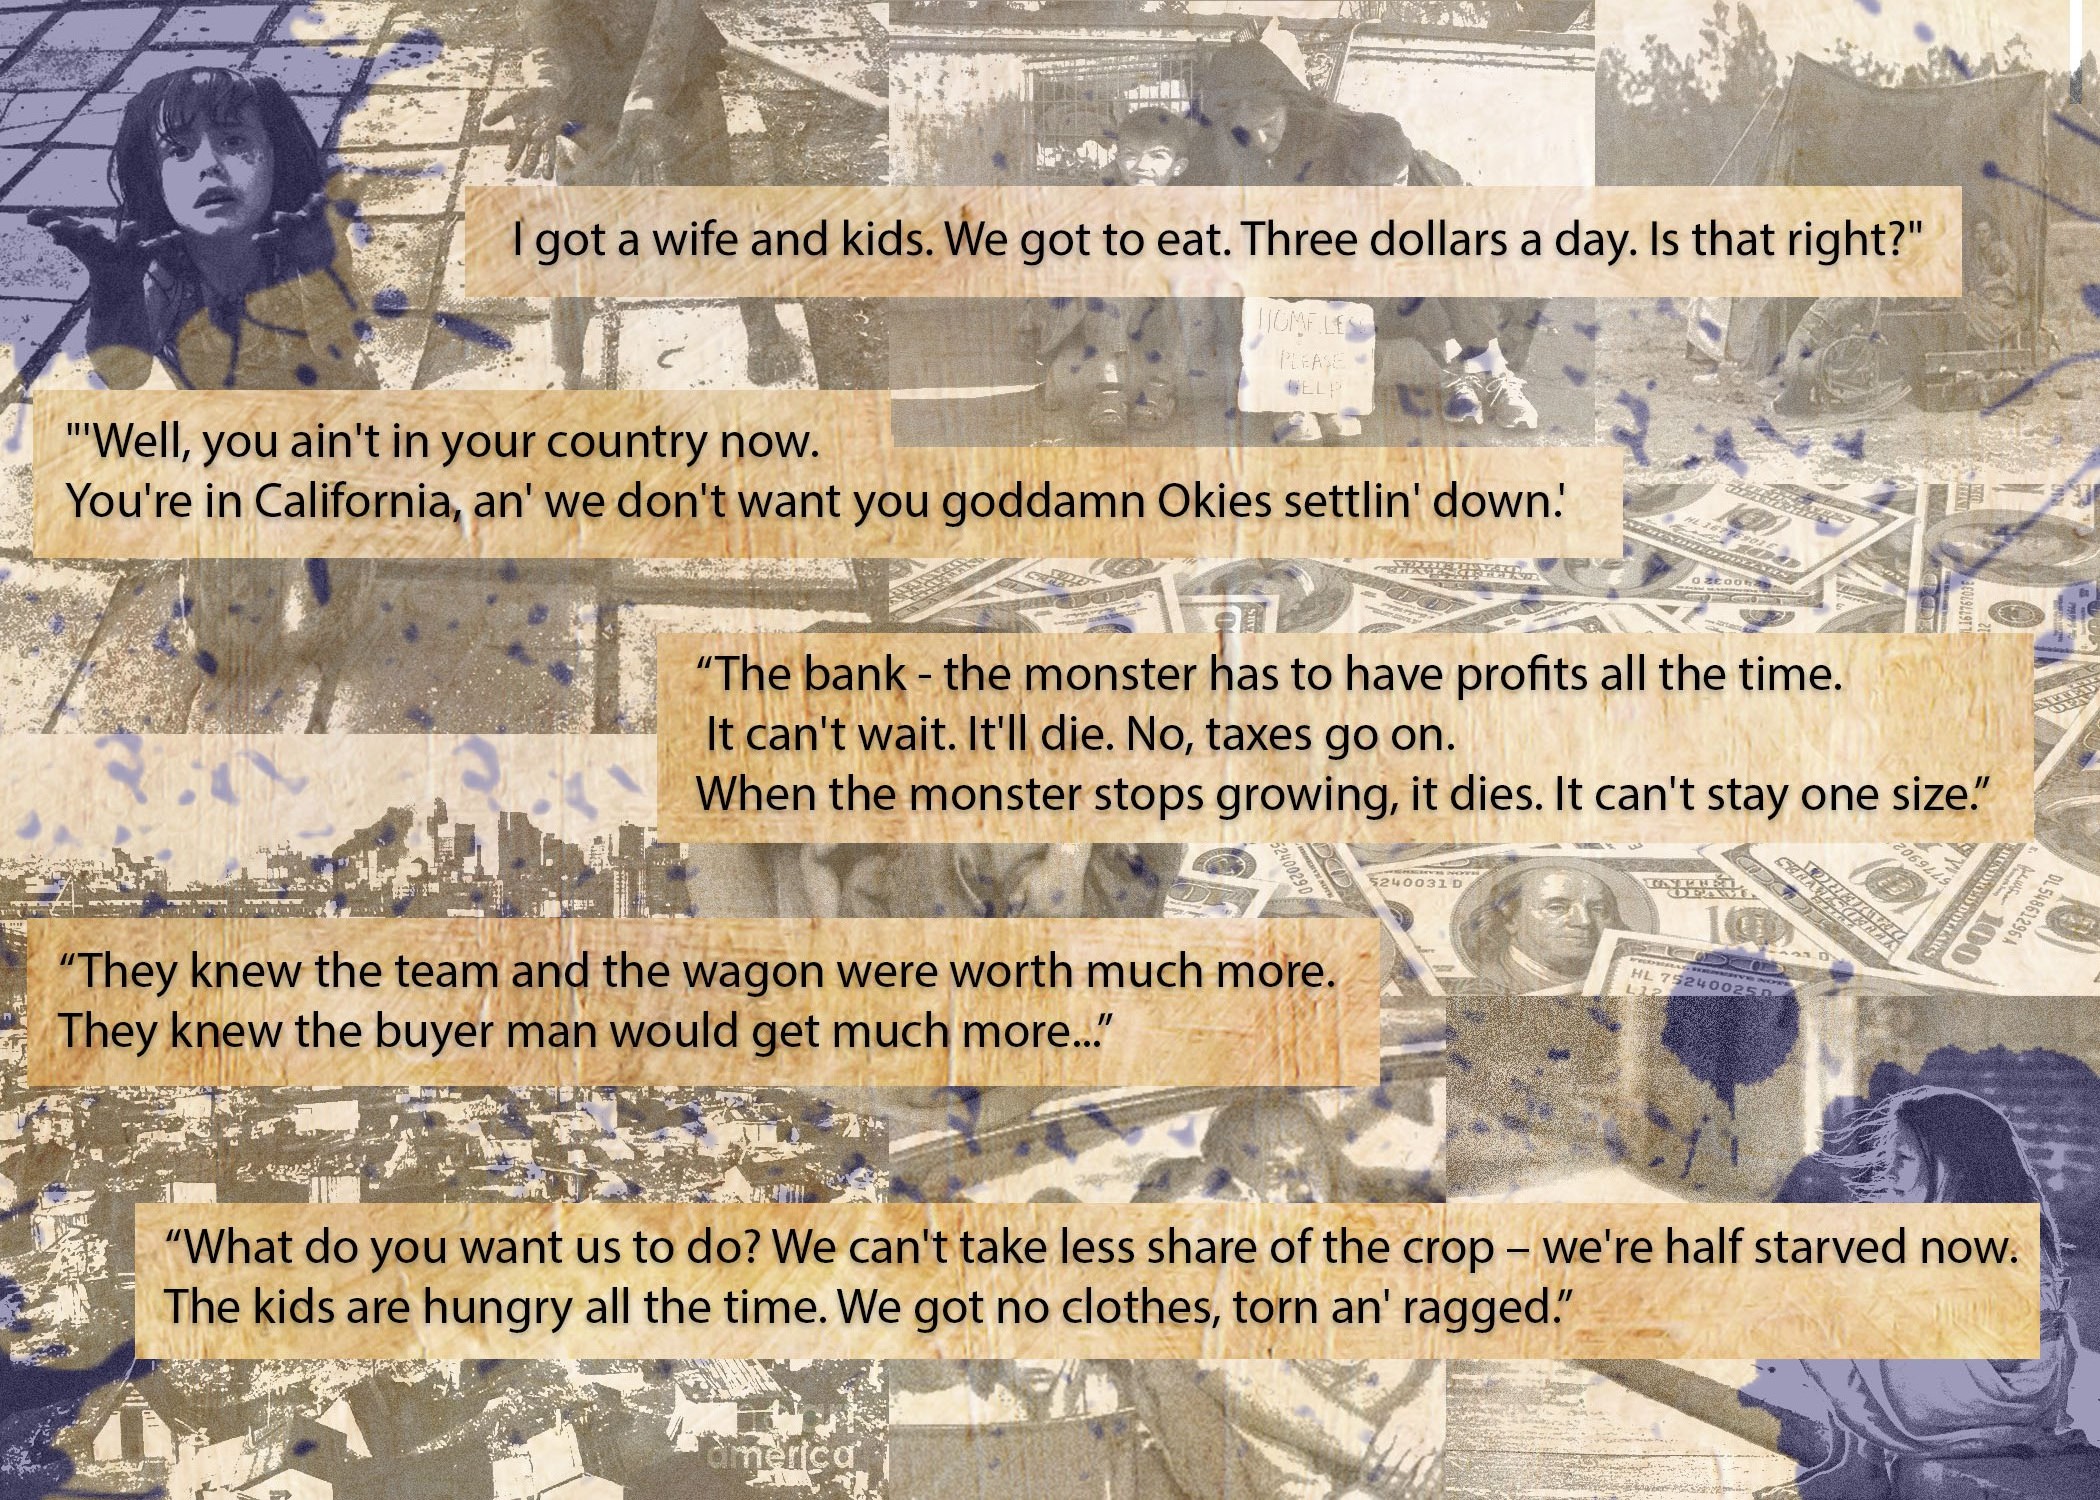 I got a wife and kids. We got to eat. Three dollars a day. Is that right?"
HOMELESS
PLEASE
HELP
"'Well, you ain't in your country now.
You're in California, an' we don't want you goddamn Okies settlin' down.'
“The bank - the monster has to have profits all the time.
It can't wait. It'll die. No, taxes go on.
When the monster stops growing, it dies. It can't stay one size.”
5240031D
“They knew the team and the wagon were worth much more.
They knew the buyer man would get much more...”
HL 75240025D
100
“What do you want us to do? We can't take less share of the crop – we're half starved now.
The kids are hungry all the time. We got no clothes, torn an' ragged.”
america